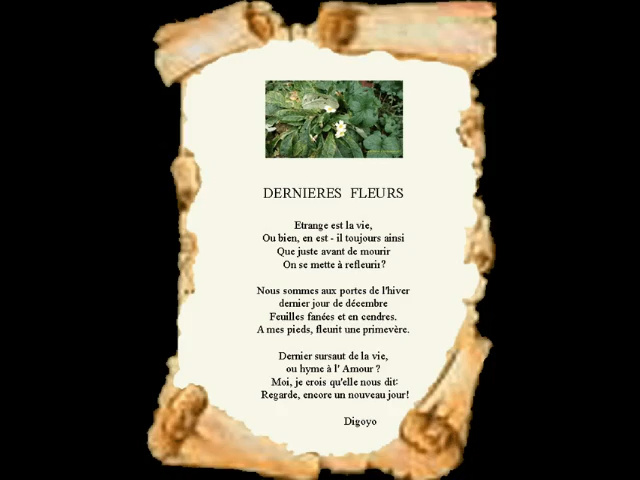 DERNIERES FLEURS
Etrange est la vie,
Ou bien, en est - il toujours ainsi
Que juste avant de mourir
On se mette à refleurir?
Nous sommes aux portes de l'hiver
dernier jour de décembre
Feuilles fanées et en cendres.
A mes pieds, fleurit une primevère.
Dernier sursaut de la vie,
ou hyme à l' Amour ?
Moi, je crois qu'elle nous dit:
Regarde, encore un nouveau jour!
Digoyo